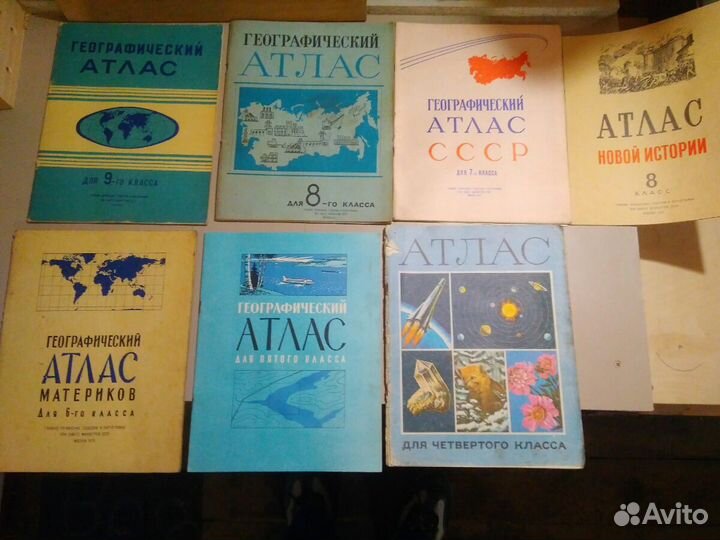 ГЕОГРАФИЧЕСКИЙ
АТЛАС
ДЛЯ 9-ГО КЛАССА
ГЕОГРАФИЧЕСКИЙ
АТЛАС
ДЛЯ 8-ГО КЛАССА
ГЕОГРАФИЧЕСКИЙ
АТЛАС
СССР
ДЛЯ 7-ГО КЛАССА
АТЛАС
НОВОЙ ИСТОРИИ
8
КЛАСС
ГЕОГРАФИЧЕСКИЙ
АТЛАС
МАТЕРИКОВ
Для 6-го КЛАССА
ГЕОГРАФИЧЕСКИЙ
АТЛАС
ДЛЯ ПЯТОГО КЛАССА
АТЛАС
ДЛЯ ЧЕТВЕРТОГО КЛАССА
Avito